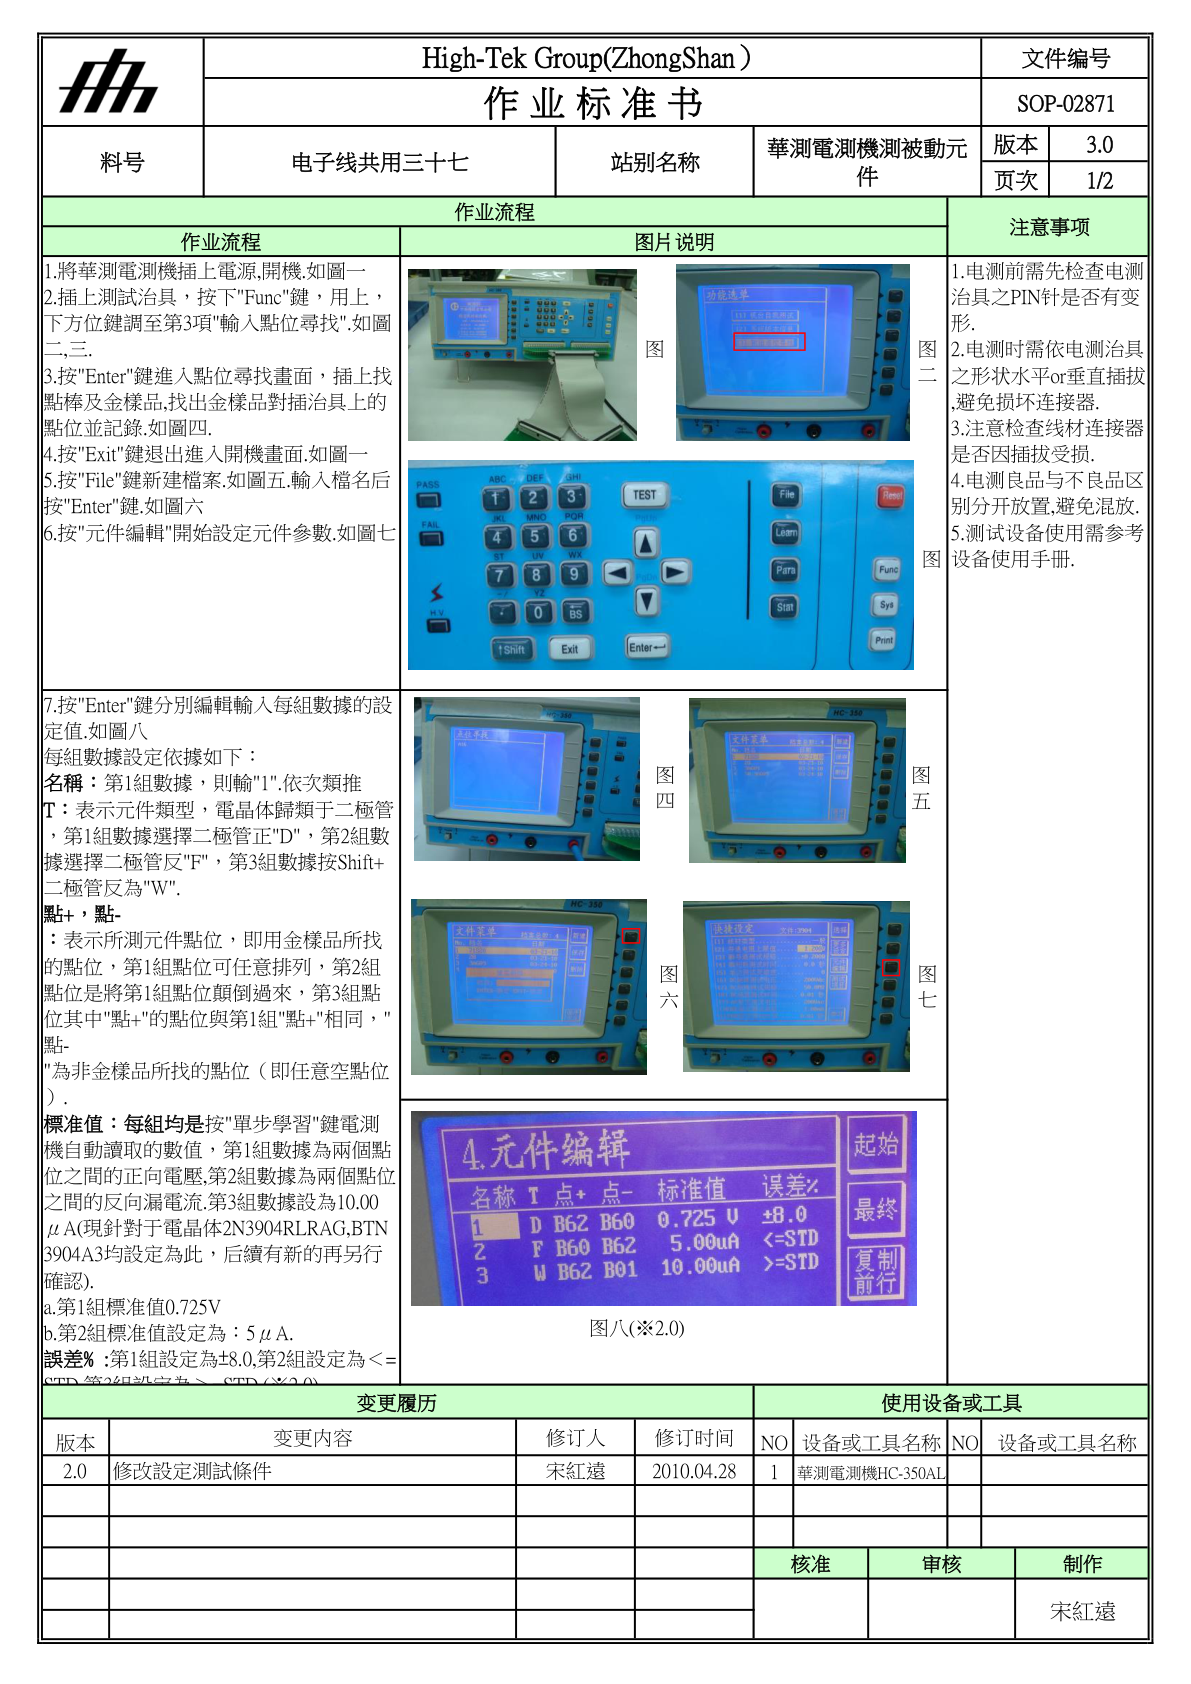 High-Tek Group(ZhongShan）
文件编号
作业标准书
SOP-02871
料号
电子线共用三十七
站别名称
華測電測機測被動元
件
版本
3.0
页次
1/2
作业流程
注意事项
作业流程
图片说明
1.將華測電測機插上電源,開機.如圖一
2.插上測試治具，按下"Func"鍵，用上，
下方位鍵調至第3項"輸入點位尋找".如圖
二,三.
3.按"Enter"鍵進入點位尋找畫面，插上找
點棒及金樣品,找出金樣品對插治具上的
點位並記錄.如圖四.
4.按"Exit"鍵退出進入開機畫面.如圖一
5.按"File"鍵新建檔案.如圖五.輸入檔名后
按"Enter"鍵.如圖六
6.按"元件編輯"開始設定元件參數.如圖七
图
功能选单
图
二
PASS
FAIL
H.V.
ABC
DEF
GHI
1
2
3
JKL
MNO
PQR
4
5
6
ST
UV
WX
7
8
9
YZ
0
BS
↑Shift
Exit
TEST
Enter
File
Learn
Para
Stat
Reset
Func
Sys
Print
图
1.电测前需先检查电测
治具之PIN针是否有变
形.
2.电测时需依电测治具
之形状水平or垂直插拔
,避免损坏连接器.
3.注意检查线材连接器
是否因插拔受损.
4.电测良品与不良品区
别分开放置,避免混放.
5.测试设备使用需参考
设备使用手册.
7.按"Enter"鍵分別編輯輸入每組數據的設
定值.如圖八
每組數據設定依據如下：
名稱：第1組數據，則輸"1".依次類推
T：表示元件類型，電晶体歸類于二極管
，第1組數據選擇二極管正"D"，第2組數
據選擇二極管反"F"，第3組數據按Shift+
二極管反為"W".
點+，點-
：表示所測元件點位，即用金樣品所找
的點位，第1組點位可任意排列，第2組
點位是將第1組點位顛倒過來，第3組點
位其中"點+"的點位與第1組"點+"相同，"
點-
"為非金樣品所找的點位（即任意空點位
）.
標准值：每組均是按"單步學習"鍵電測
機自動讀取的數值，第1組數據為兩個點
位之間的正向電壓,第2組數據為兩個點位
之間的反向漏電流.第3組數據設為10.00
μA(現針對于電晶体2N3904RLRAG,BTN
3904A3均設定為此，后續有新的再另行
確認).
a.第1組標准值0.725V
b.第2組標准值設定為：5μA.
誤差% :第1組設定為±8.0,第2組設定為＜=
STD,第3組設定為＞=STD.(※2.0)
HC-350
图
四
HC-350
文件菜单
图
五
HC-350
文件菜单
图
六
快捷设定
图
七
4.元件编辑
名称 T 点+ 点- 标准值 误差%
1 D B62 B60 0.725 V ±8.0
2 F B60 B62 5.00uA <=STD
3 W B62 B01 10.00uA >=STD
起始
最终
复制
前行
图八(※2.0)
变更履历
使用设备或工具
版本
变更内容
修订人
修订时间
NO
设备或工具名称
NO
设备或工具名称
2.0
修改設定測試條件
宋紅遠
2010.04.28
1
華測電測機HC-350AL
核准
审核
制作
宋紅遠